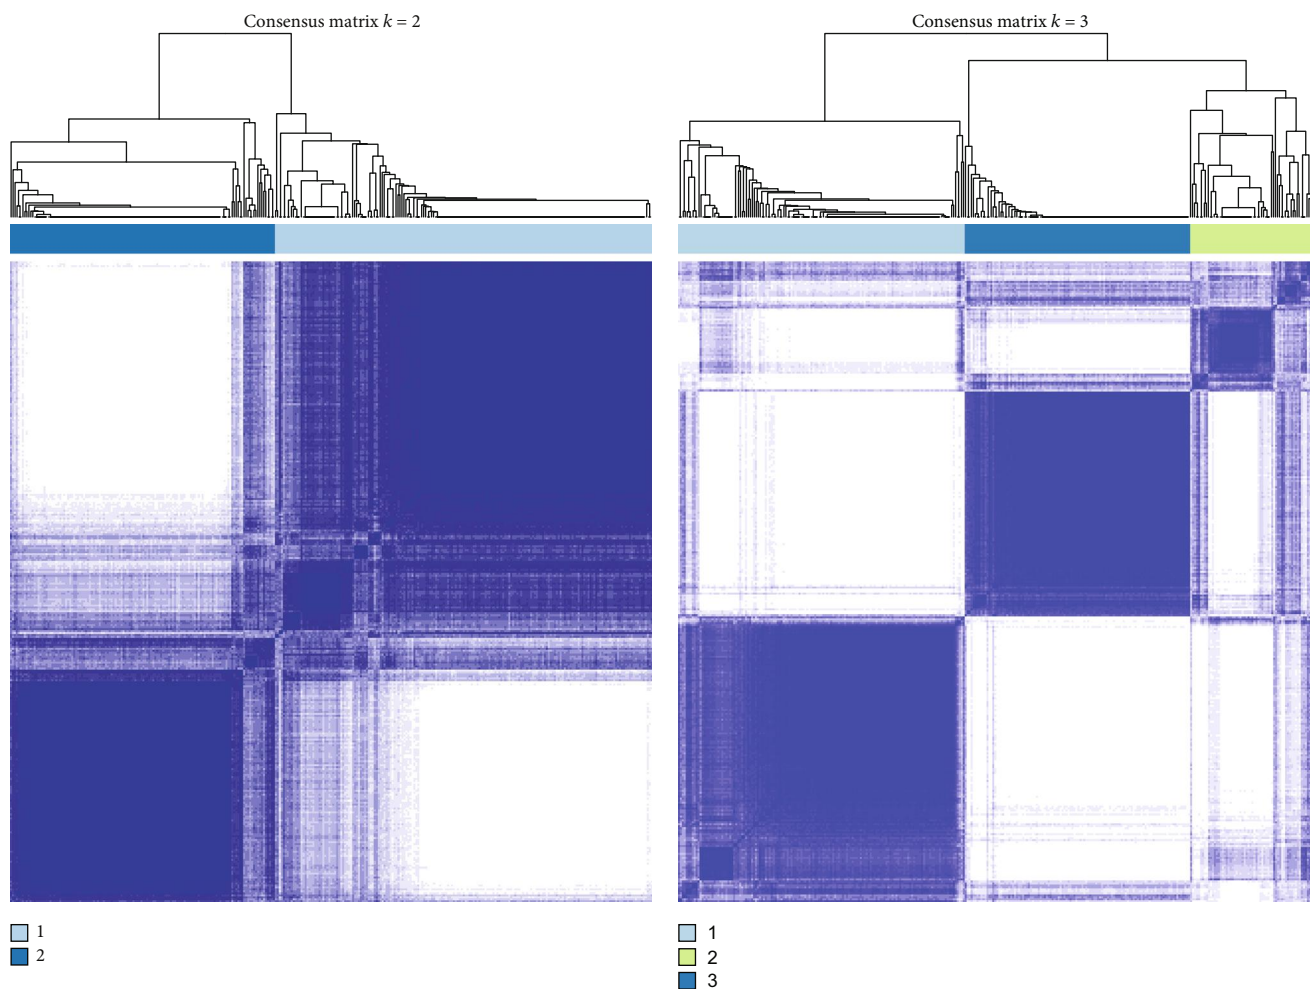 Consensus matrix k = 2
Consensus matrix k = 3
1
2
1
2
3